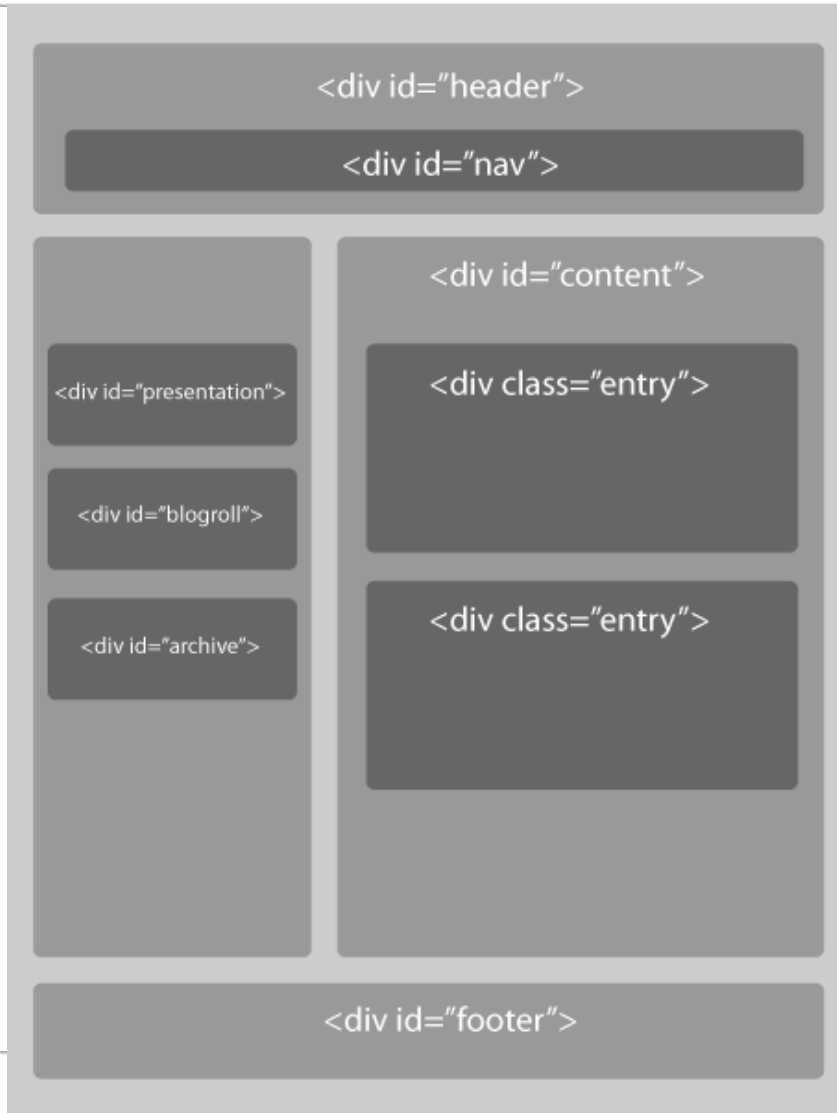 <div id="header">
<div id="nav">
<div id="presentation">
<div id="blogroll">
<div id="archive">
<div id="content">
<div class="entry">
<div class="entry">
<div id="footer">